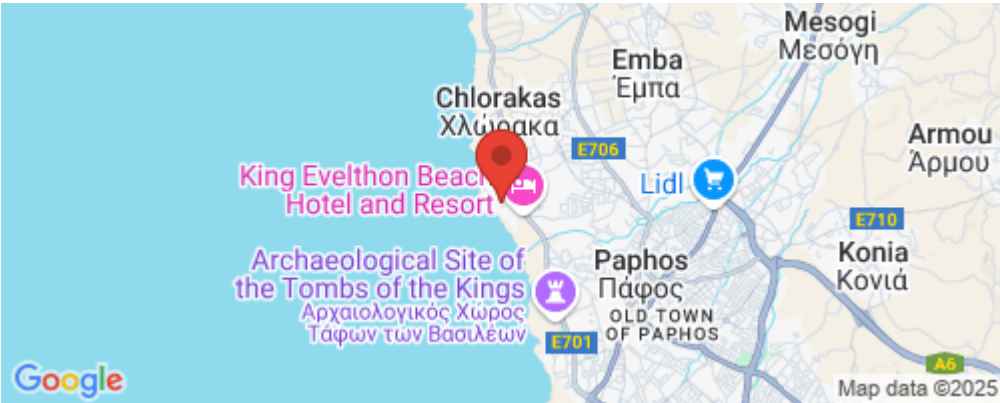 Mesogi
Μεσόγη
Emba
Έμπα
Chlorakas
Χλώρακα
E706
Armou
Άρμου
King Evelthon Beach
Hotel and Resort
Lidl
E710
Konia
Κονιά
Archaeological Site of
the Tombs of the Kings
Αρχαιολογικός Χώρος
Τάφων των Βασιλέων
Paphos
Πάφος
OLD TOWN
OF PAPHOS
E701
A6
Google
Map data ©2025